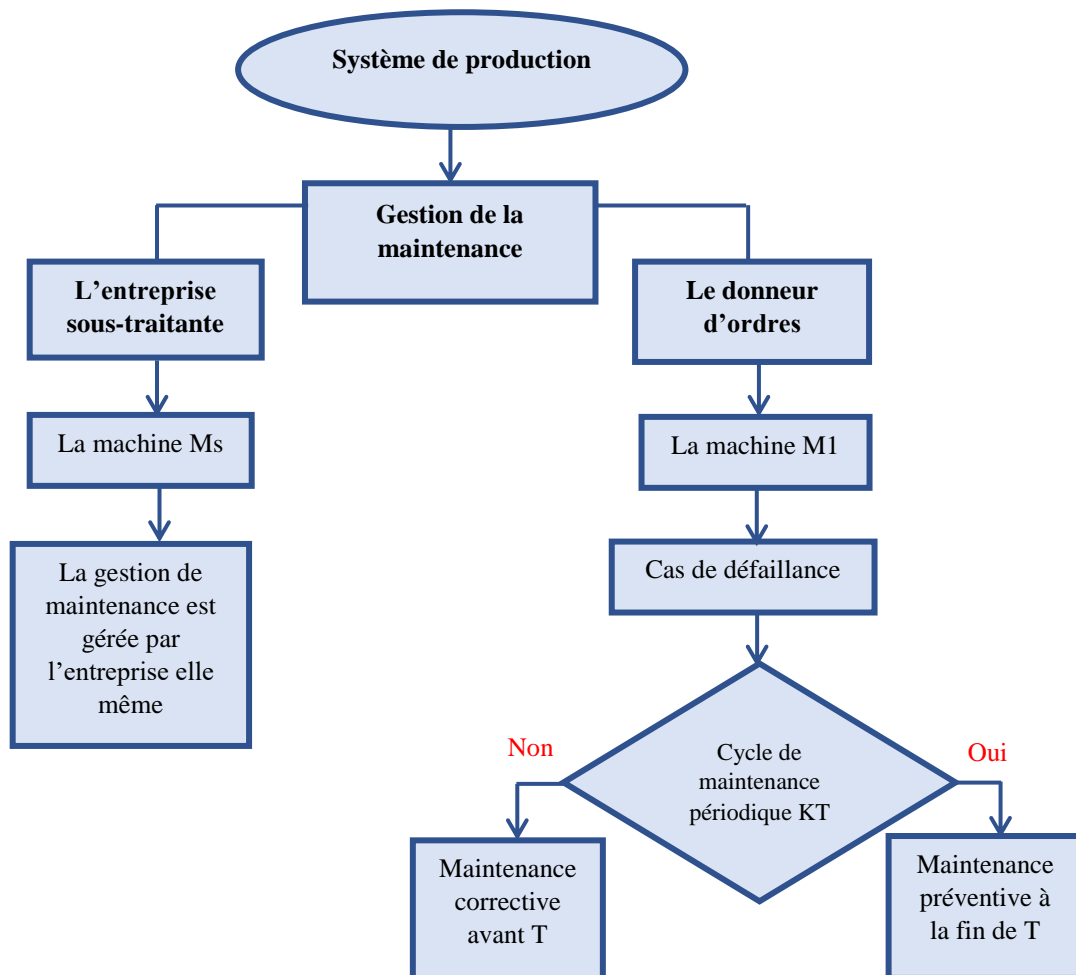 Système de production
Gestion de la
maintenance
L’entreprise
sous-traitante
Le donneur
d’ordres
La machine Ms
La machine M1
La gestion de
maintenance est
gérée par
l’entreprise elle
même
Cas de défaillance
Non
Oui
Cycle de
maintenance
périodique KT
Maintenance
corrective
avant T
Maintenance
préventive à
la fin de T